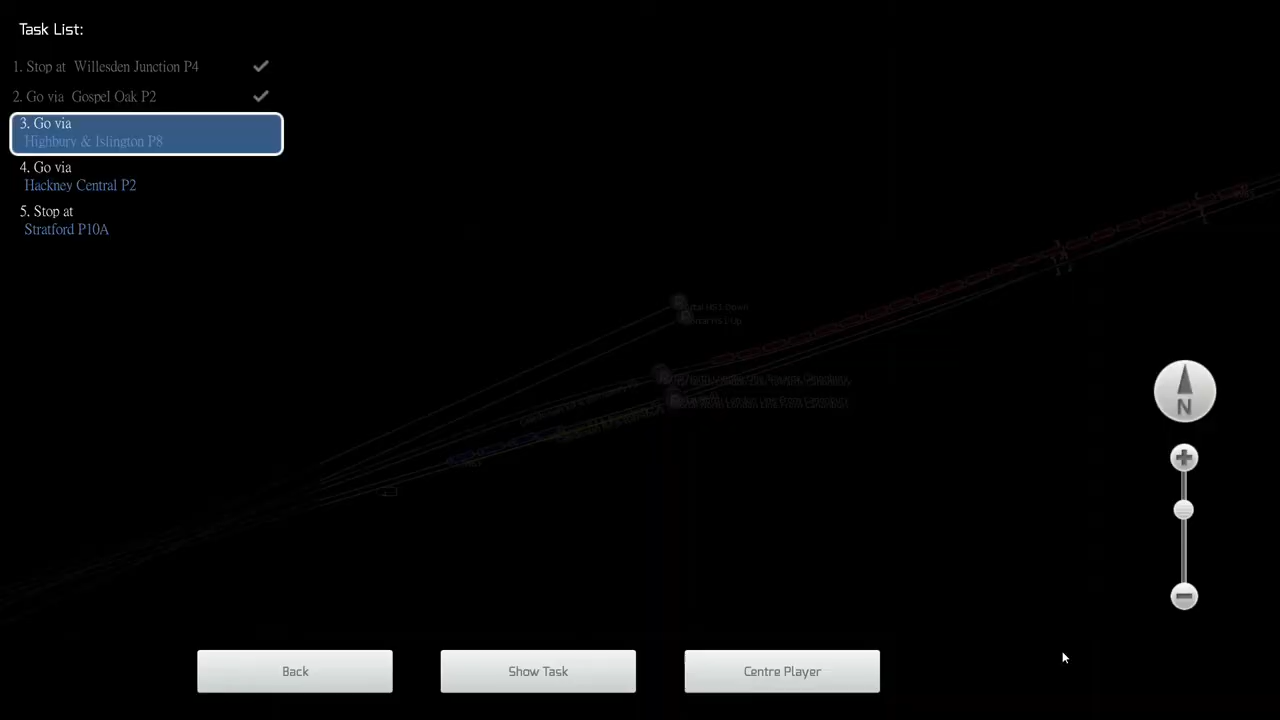 Task List:
1. Stop at Willesden Junction P4
2. Go via Gospel Oak P2
3. Go via
Highbury & Islington P8
4. Go via
Hackney Central P2
5. Stop at
Stratford P10A
N
Back
Show Task
Centre Player